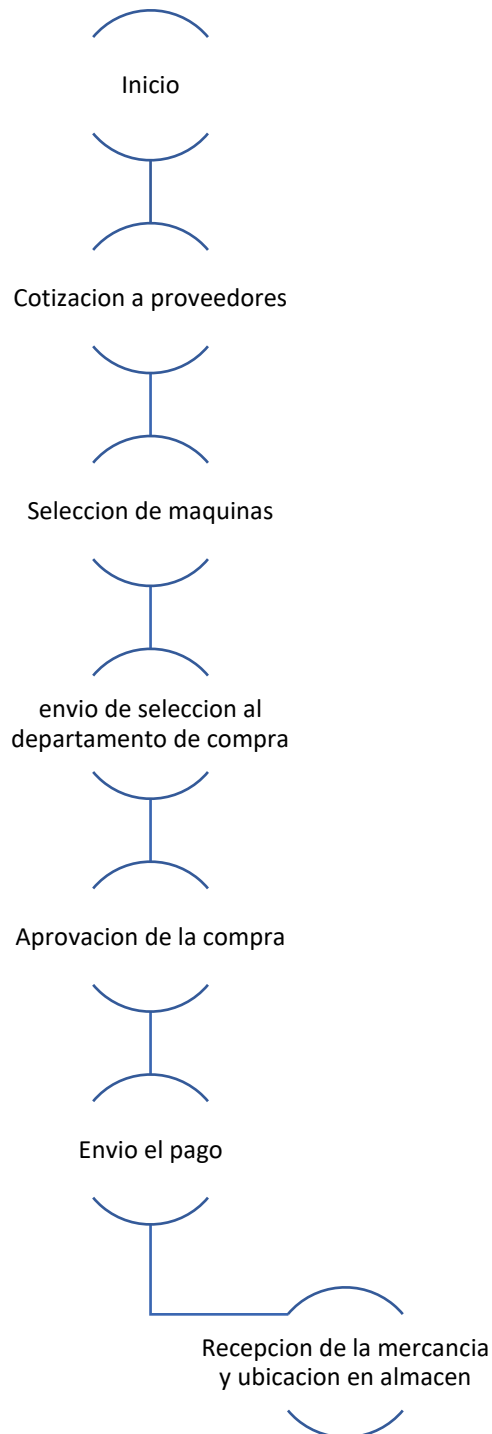 Inicio
Cotizacion a proveedores
Seleccion de maquinas
envio de seleccion al
departamento de compra
Aprovacion de la compra
Envio el pago
Recepcion de la mercancia
y ubicacion en almacen